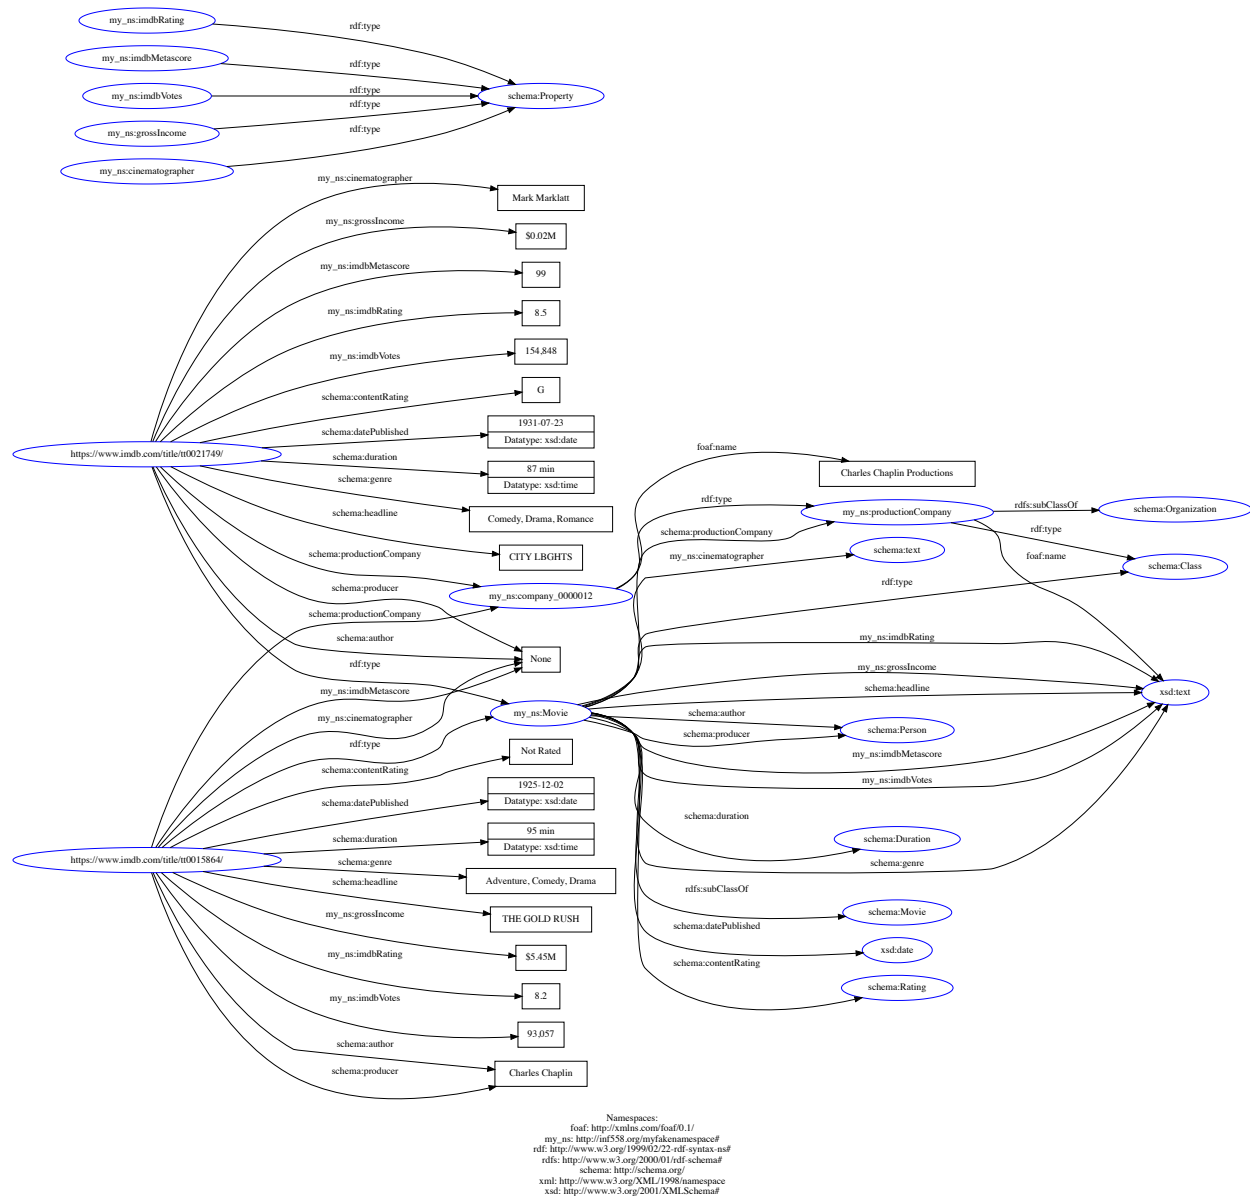 my_ns:imdbRating
rdf:type
my_ns:imdbMetascore
rdf:type
my_ns:imdbVotes
rdf:type
schema:Property
rdf:type
my_ns:grossIncome
rdf:type
my_ns:cinematographer
my_ns:cinematographer
Mark Marklatt
my_ns:grossIncome
$0.02M
my_ns:imdbMetascore
99
my_ns:imdbRating
8.5
my_ns:imdbVotes
154,848
schema:contentRating
G
schema:datePublished
1931-07-23
Datatype: xsd:date
https://www.imdb.com/title/tt0021749/
schema:duration
87 min
Datatype: xsd:time
schema:genre
Comedy, Drama, Romance
schema:headline
CITY LBGHTS
schema:productionCompany
my_ns:company_0000012
schema:producer
schema:productionCompany
schema:author
None
rdf:type
foaf:name
Charles Chaplin Productions
rdf:type
my_ns:productionCompany
rdfs:subClassOf
schema:Organization
schema:productionCompany
rdf:type
my_ns:cinematographer
schema:text
foaf:name
schema:Class
rdf:type
my_ns:imdbRating
my_ns:grossIncome
schema:headline
xsd:text
my_ns:imdbMetascore
my_ns:Movie
schema:author
schema:Person
my_ns:cinematographer
schema:producer
rdf:type
my_ns:imdbMetascore
schema:contentRating
Not Rated
my_ns:imdbVotes
schema:datePublished
1925-12-02
Datatype: xsd:date
schema:duration
schema:duration
95 min
Datatype: xsd:time
schema:Duration
https://www.imdb.com/title/tt0015864/
schema:genre
schema:genre
Adventure, Comedy, Drama
schema:headline
rdfs:subClassOf
THE GOLD RUSH
schema:Movie
my_ns:grossIncome
schema:datePublished
$5.45M
xsd:date
my_ns:imdbRating
schema:contentRating
8.2
schema:Rating
my_ns:imdbVotes
93,057
schema:author
Charles Chaplin
schema:producer
Namespaces:
foaf: http://xmlns.com/foaf/0.1/
my_ns: http://inf558.org/myfakenamespace#
rdf: http://www.w3.org/1999/02/22-rdf-syntax-ns#
rdfs: http://www.w3.org/2000/01/rdf-schema#
schema: http://schema.org/
xml: http://www.w3.org/XML/1998/namespace
xsd: http://www.w3.org/2001/XMLSchema#